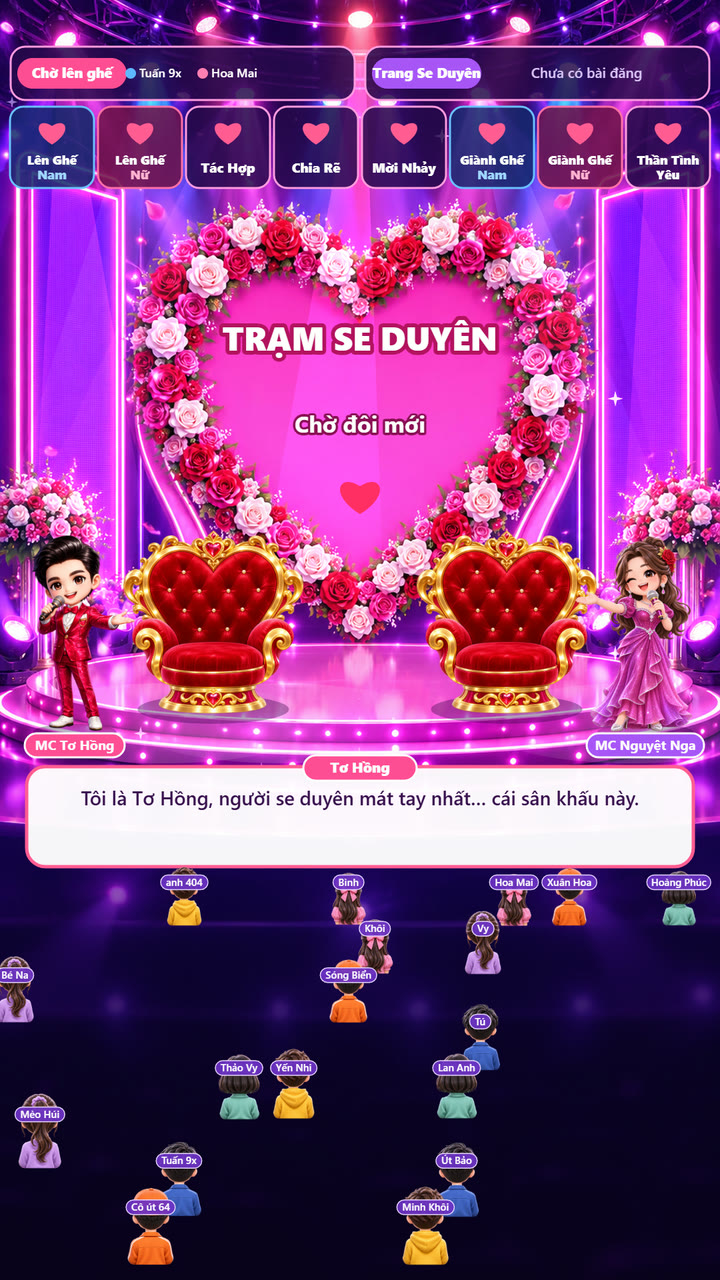 Chờ lên ghế
Tuấn 9x
Hoa Mai
Trang Se Duyên
Chưa có bài đăng
Lên Ghế
Nam
Lên Ghế
Nữ
Tác Hợp
Chia Rẽ
Mời Nhảy
Giành Ghế
Nam
Giành Ghế
Nữ
Thần Tình
Yêu
TRẠM SE DUYÊN
Chờ đôi mới
MC Tơ Hồng
MC Nguyệt Nga
Tơ Hồng
Tôi là Tơ Hồng, người se duyên mát tay nhất... cái sân khấu này.
anh 404
Bình
Hoa Mai
Xuân Hoa
Hoàng Phúc
Khôi
Vy
Bé Na
Sóng Biển
Tú
Thảo Vy
Yến Nhi
Lan Anh
Mèo Húi
Tuấn 9x
Út Bảo
Cô út 64
Minh Khôi